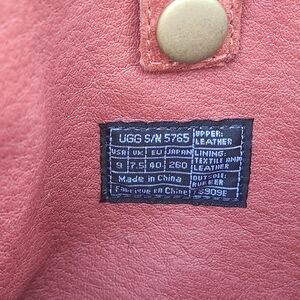 UGG S/N 5765
USA UK EU JAPAN
9 7.5 40 260
Made in China
Fabriqué en Chine
UPPER:
LEATHER
LINING:
TEXTILE AND
LEATHER
OUTSOLE:
RUBBER